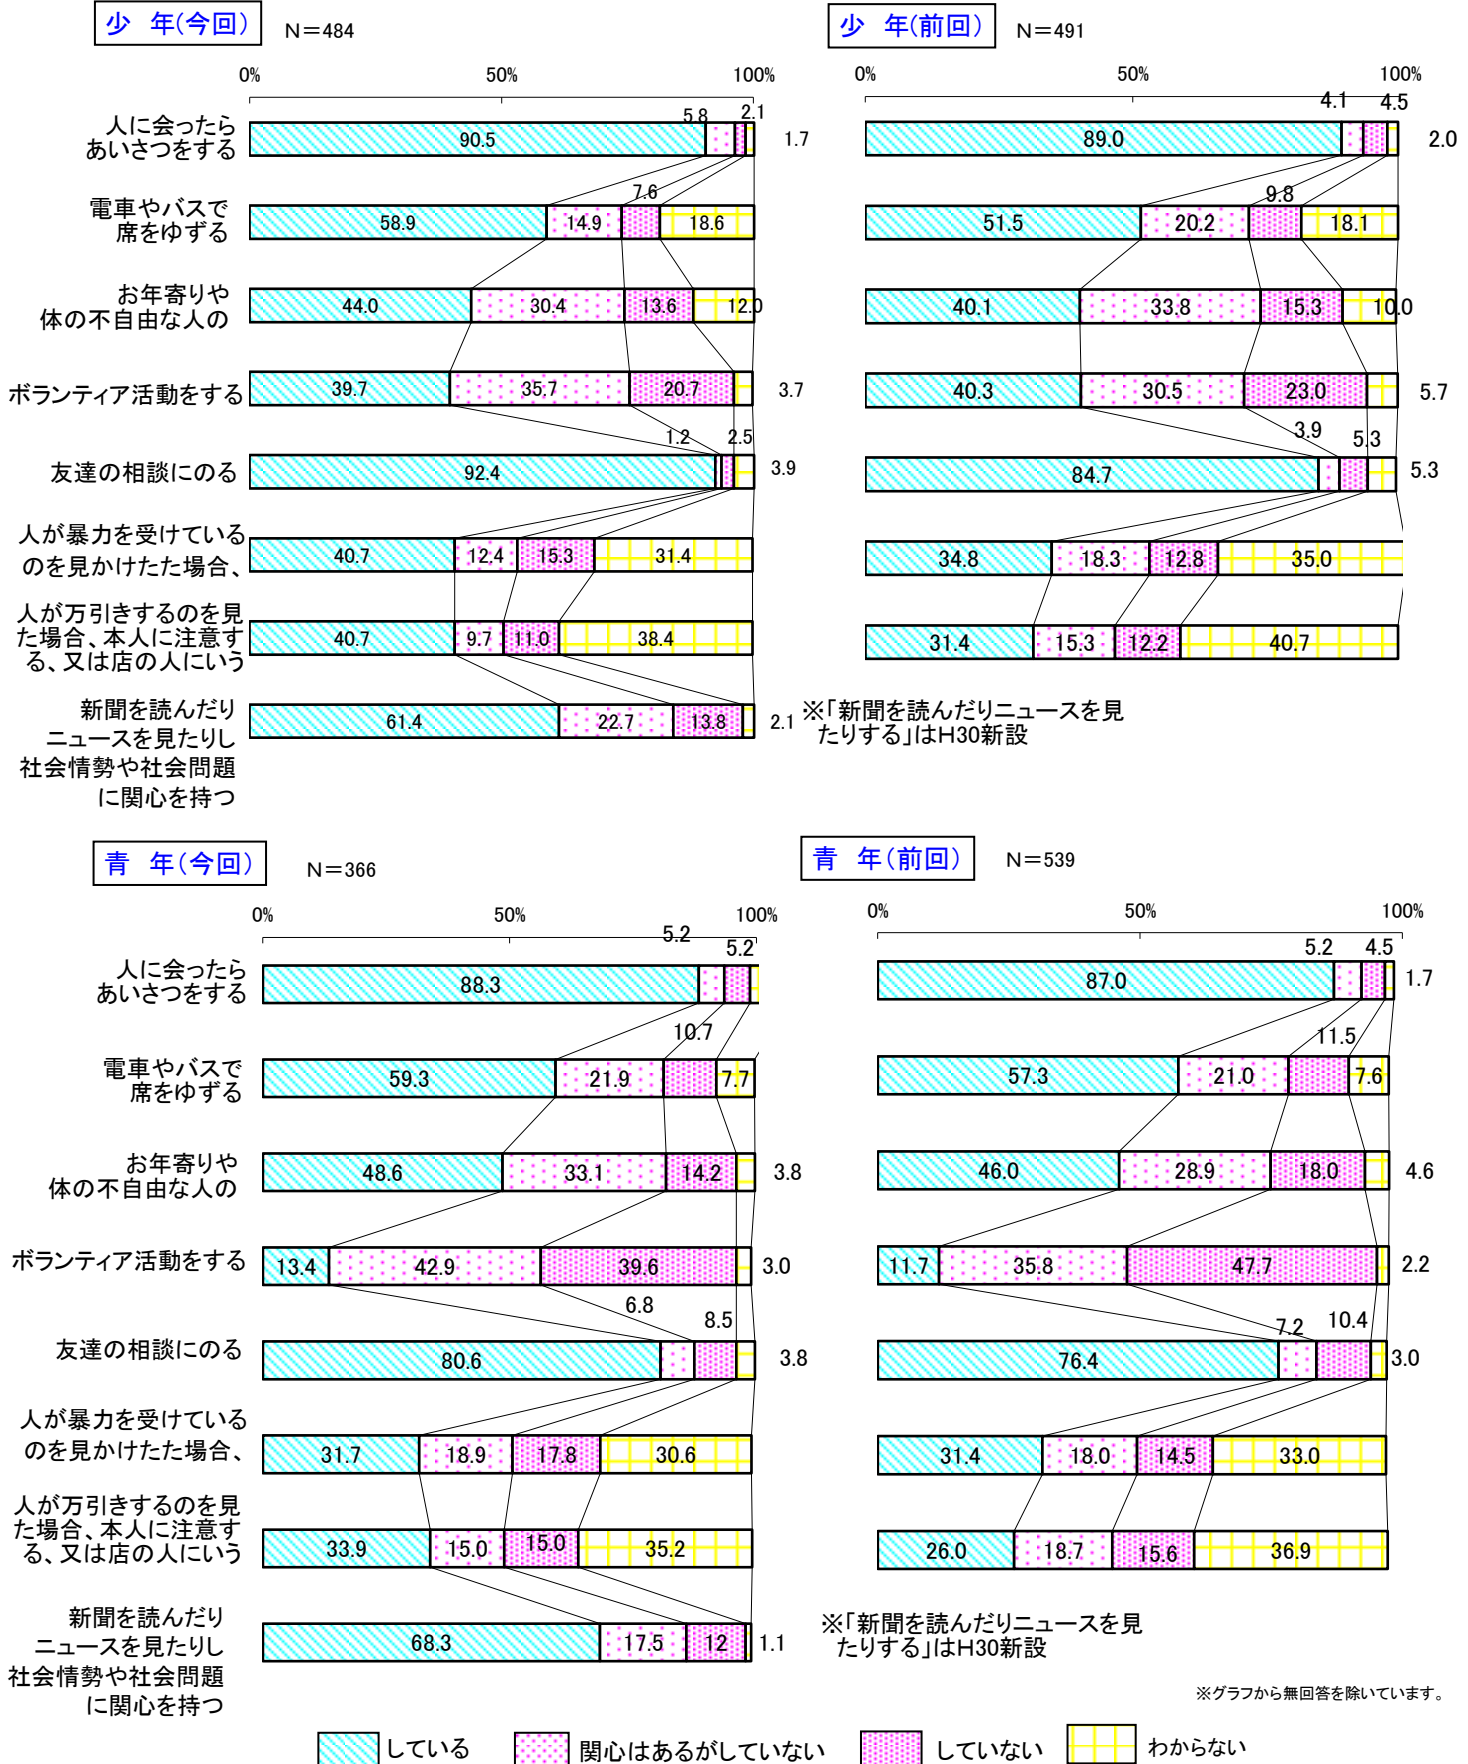 少　年(今回)
N＝484
0%
50%
100%
人に会ったら
あいさつをする
90.5
5.8
2.1
1.7
電車やバスで
席をゆずる
58.9
14.9
7.6
18.6
お年寄りや
体の不自由な人の
44.0
30.4
13.6
12.0
ボランティア活動をする
39.7
35.7
20.7
3.7
友達の相談にのる
92.4
1.2
2.5
3.9
人が暴力を受けている
のを見かけたた場合、
40.7
12.4
15.3
31.4
人が万引きするのを見
た場合、本人に注意す
る、又は店の人にいう
40.7
9.7
11.0
38.4
新聞を読んだり
ニュースを見たりし
社会情勢や社会問題
に関心を持つ
61.4
22.7
13.8
2.1
少　年(前回)
N＝491
0%
50%
100%
89.0
4.1
4.5
2.0
51.5
20.2
9.8
18.1
40.1
33.8
15.3
10.0
40.3
30.5
23.0
5.7
84.7
3.9
5.3
5.3
34.8
18.3
12.8
35.0
31.4
15.3
12.2
40.7
※「新聞を読んだりニュースを見
たりする」はH30新設
青　年(今回)
N＝366
0%
50%
100%
人に会ったら
あいさつをする
88.3
5.2
5.2
電車やバスで
席をゆずる
59.3
21.9
10.7
7.7
お年寄りや
体の不自由な人の
48.6
33.1
14.2
3.8
ボランティア活動をする
13.4
42.9
39.6
3.0
友達の相談にのる
80.6
6.8
8.5
3.8
人が暴力を受けている
のを見かけたた場合、
31.7
18.9
17.8
30.6
人が万引きするのを見
た場合、本人に注意す
る、又は店の人にいう
33.9
15.0
15.0
35.2
新聞を読んだり
ニュースを見たりし
社会情勢や社会問題
に関心を持つ
68.3
17.5
12
1.1
青　年(前回)
N＝539
0%
50%
100%
87.0
5.2
4.5
1.7
57.3
21.0
11.5
7.6
46.0
28.9
18.0
4.6
11.7
35.8
47.7
2.2
76.4
7.2
10.4
3.0
31.4
18.0
14.5
33.0
26.0
18.7
15.6
36.9
※「新聞を読んだりニュースを見
たりする」はH30新設
※グラフから無回答を除いています。
している
関心はあるがしていない
していない
わからない